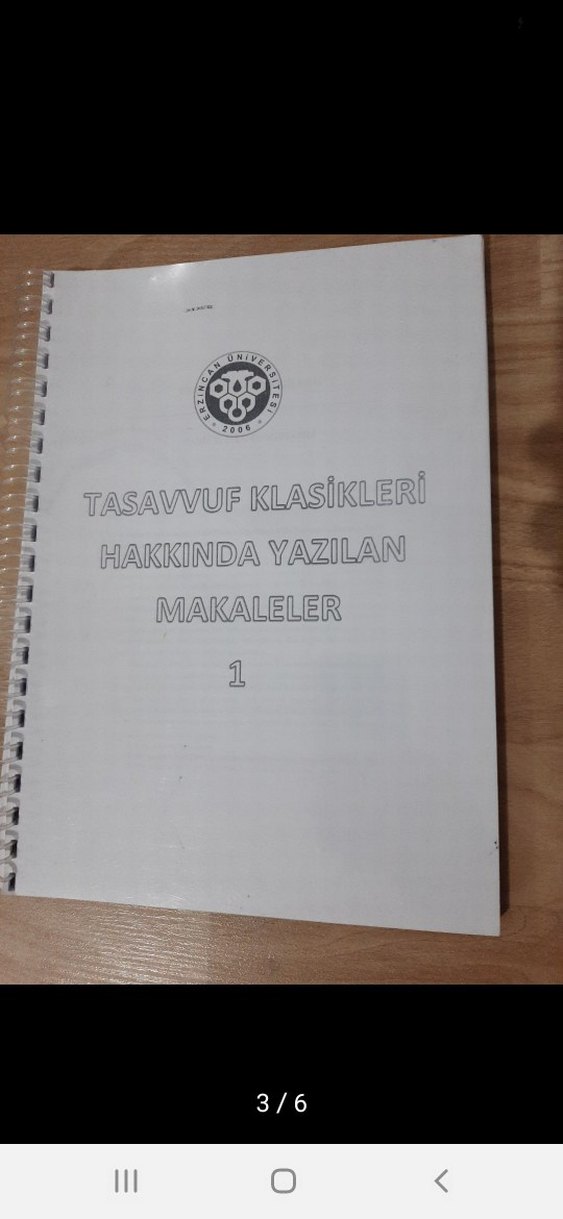 ERZİNCAN ÜNİVERSİTESİ
2006
TASAVVUF KLASİKLERİ
HAKKINDA YAZILAN
MAKALELER
1
3 / 6